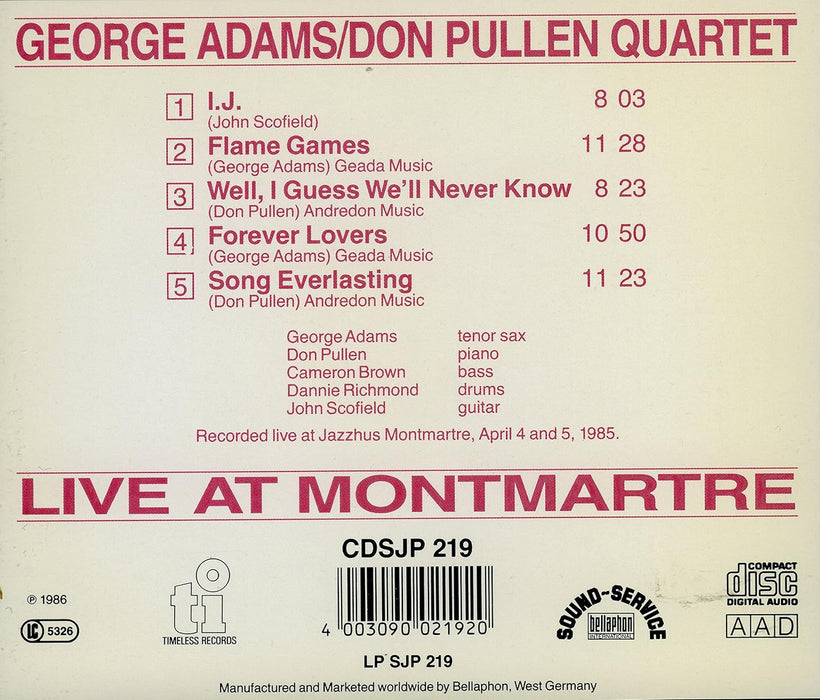 GEORGE ADAMS/DON PULLEN QUARTET
1 I.J. 8 03
(John Scofield)
2 Flame Games 11 28
(George Adams) Geada Music
3 Well, I Guess We'll Never Know 8 23
(Don Pullen) Andredon Music
4 Forever Lovers 10 50
(George Adams) Geada Music
5 Song Everlasting 11 23
(Don Pullen) Andredon Music
George Adams tenor sax
Don Pullen piano
Cameron Brown bass
Dannie Richmond drums
John Scofield guitar
Recorded live at Jazzhus Montmartre, April 4 and 5, 1985.
LIVE AT MONTMARTRE
CDSJP 219
℗ 1986
LC 5326
ti
TIMELESS RECORDS
4 003090 021920
LP SJP 219
SOUND-SERVICE
bellaphon
INTERNATIONAL
COMPACT
disc
DIGITAL AUDIO
AAD
Manufactured and Marketed worldwide by Bellaphon, West Germany